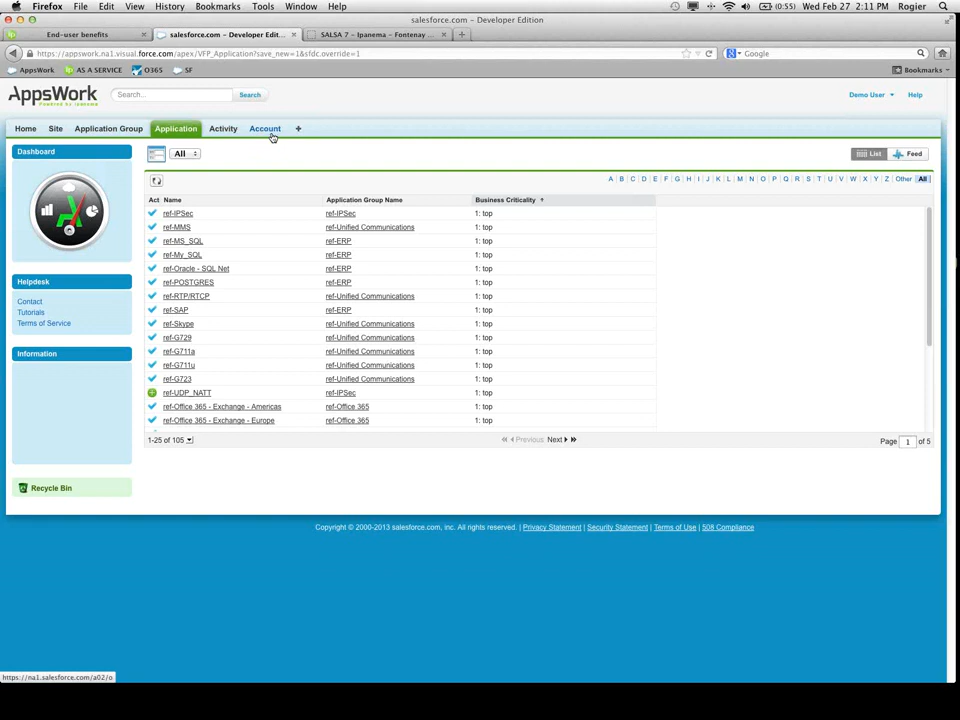 Firefox File Edit View History Bookmarks Tools Window Help (0:55) Wed Feb 27 2:11 PM Rogier
salesforce.com - Developer Edition
End-user benefits salesforce.com - Developer Edit... SALSA 7 - Ipanema - Fontenay ...
https://appswork.na1.visual.force.com/apex/VFP_Application?save_new=1&sfdc.override=1 Google
AppsWork AS A SERVICE O365 SF Bookmarks
AppsWork Search... Search Demo User Help
Powered by ipanema
Home Site Application Group Application Activity Account +
Dashboard
All List Feed
A B C D E F G H I J K L M N O P Q R S T U V W X Y Z Other All
Act Name Application Group Name Business Criticality
ref-IPSec ref-IPSec 1: top
ref-MMS ref-Unified Communications 1: top
ref-MS_SQL ref-ERP 1: top
ref-My_SQL ref-ERP 1: top
ref-Oracle - SQL Net ref-ERP 1: top
ref-POSTGRES ref-ERP 1: top
ref-RTP/RTCP ref-Unified Communications 1: top
ref-SAP ref-ERP 1: top
ref-Skype ref-Unified Communications 1: top
ref-G729 ref-Unified Communications 1: top
ref-G711a ref-Unified Communications 1: top
ref-G711u ref-Unified Communications 1: top
ref-G723 ref-Unified Communications 1: top
ref-UDP_NATT ref-IPSec 1: top
ref-Office 365 - Exchange - Americas ref-Office 365 1: top
ref-Office 365 - Exchange - Europe ref-Office 365 1: top
1-25 of 105 Previous Next Page 1 of 5
Helpdesk
Contact
Tutorials
Terms of Service
Information
Recycle Bin
Copyright © 2000-2013 salesforce.com, inc. All rights reserved. | Privacy Statement | Security Statement | Terms of Use | 508 Compliance
https://na1.salesforce.com/a02/o